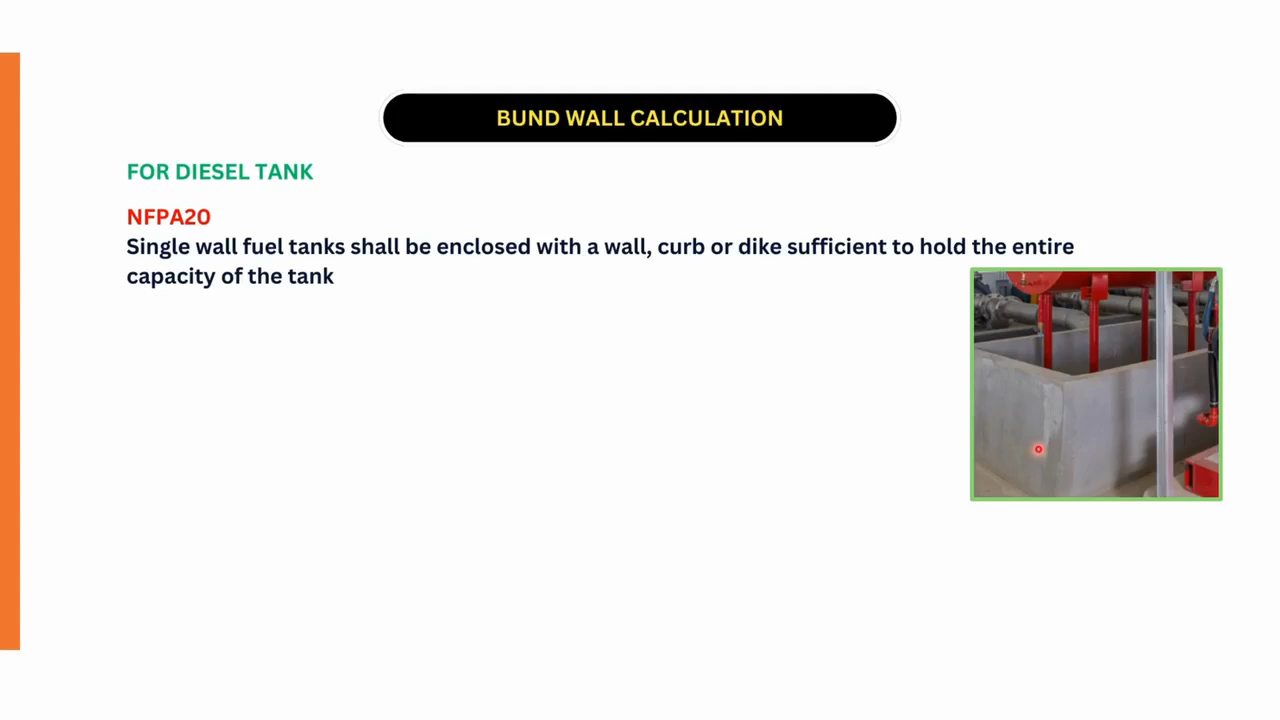 BUND WALL CALCULATION
FOR DIESEL TANK
NFPA20
Single wall fuel tanks shall be enclosed with a wall, curb or dike sufficient to hold the entire
capacity of the tank